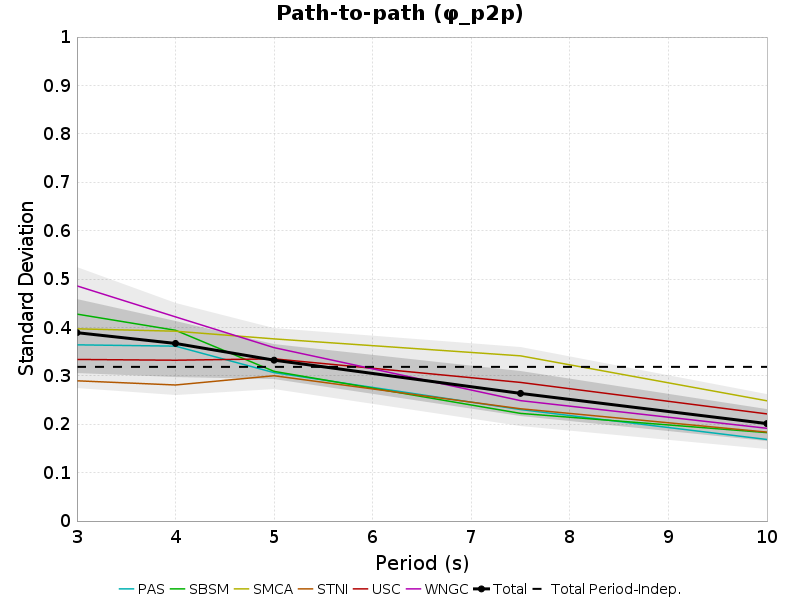 Path-to-path (φ_p2p)
1
0.9
0.8
0.7
0.6
0.5
0.4
0.3
0.2
0.1
0
Standard Deviation
3 4 5 6 7 8 9 10
Period (s)
PAS SBSM SMCA STNI USC WNGC Total Total Period-Indep.